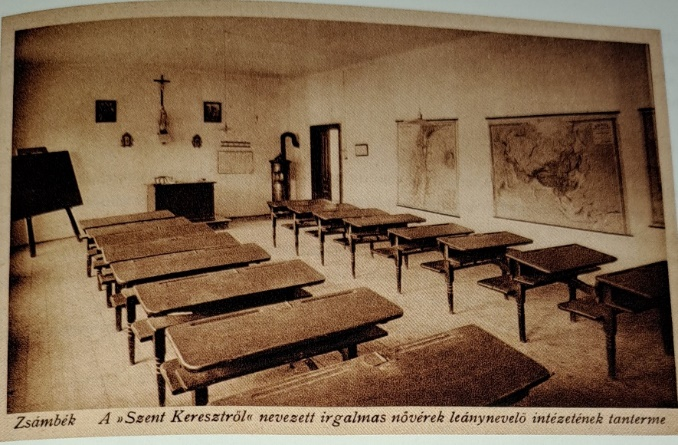 Zsámbék A »Szent Keresztről« nevezett irgalmas nővérek leánynevelő intézetének tanterme